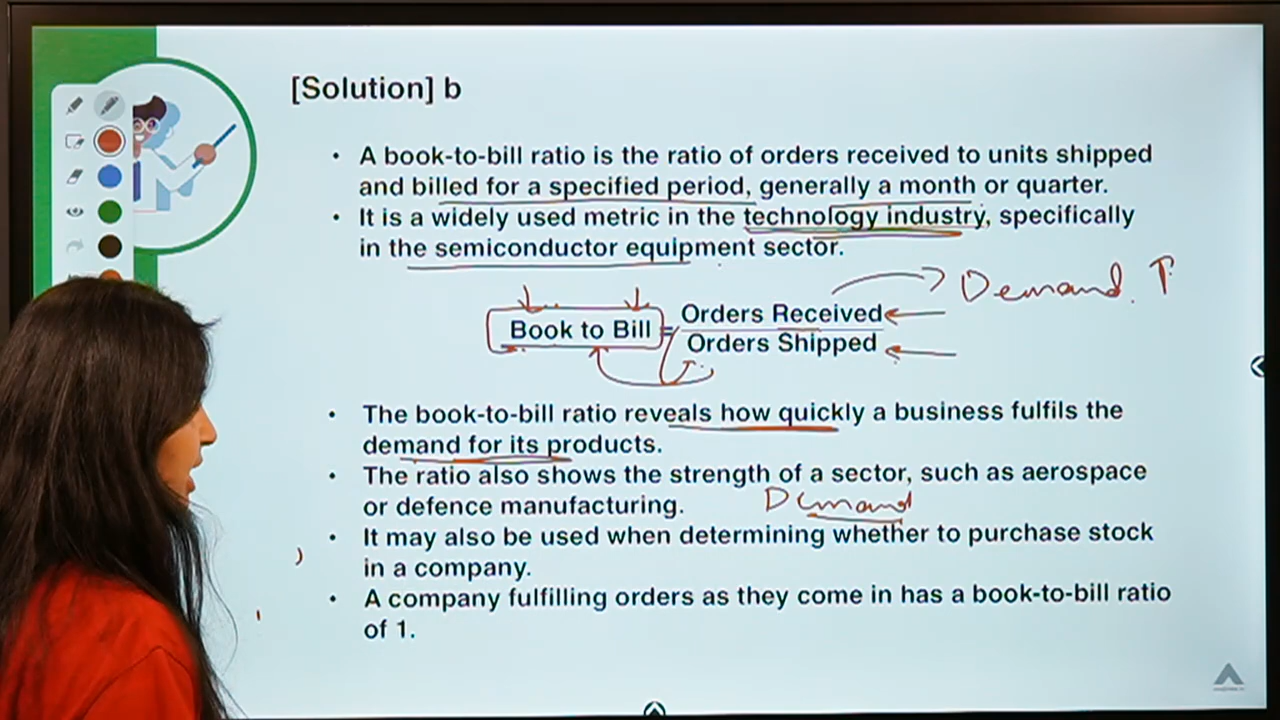 [Solution] b
• A book-to-bill ratio is the ratio of orders received to units shipped
and billed for a specified period, generally a month or quarter.
• It is a widely used metric in the technology industry, specifically
in the semiconductor equipment sector.
Demand ↑
Book to Bill = Orders Received
Orders Shipped
• The book-to-bill ratio reveals how quickly a business fulfils the
demand for its products.
• The ratio also shows the strength of a sector, such as aerospace
or defence manufacturing.
Demand
• It may also be used when determining whether to purchase stock
in a company.
• A company fulfilling orders as they come in has a book-to-bill ratio
of 1.